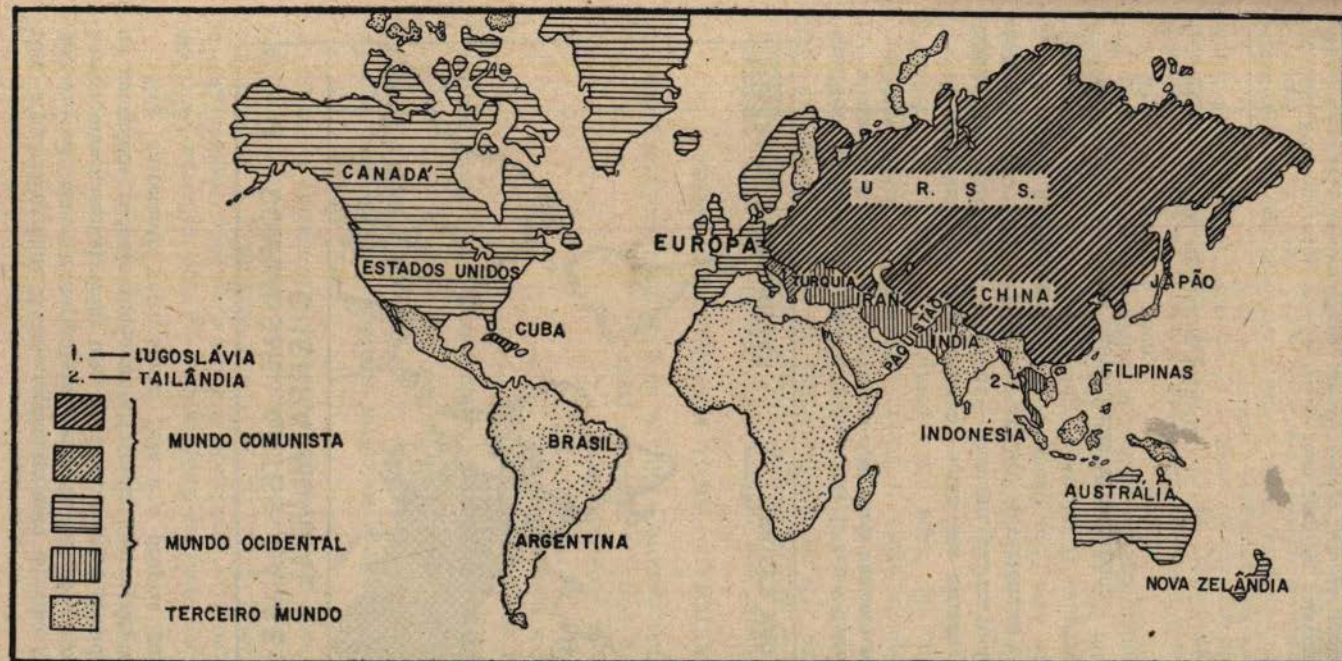 CANADÁ
ESTADOS UNIDOS
CUBA
BRASIL
ARGENTINA
EUROPA
U. R. S. S.
TURQUIA
IRAN
PAQUISTÃO
ÍNDIA
CHINA
JAPÃO
FILIPINAS
2
INDONÉSIA
AUSTRÁLIA
NOVA ZELÂNDIA
1. — IUGOSLÁVIA
2. — TAILÂNDIA
MUNDO COMUNISTA
MUNDO OCIDENTAL
TERCEIRO MUNDO